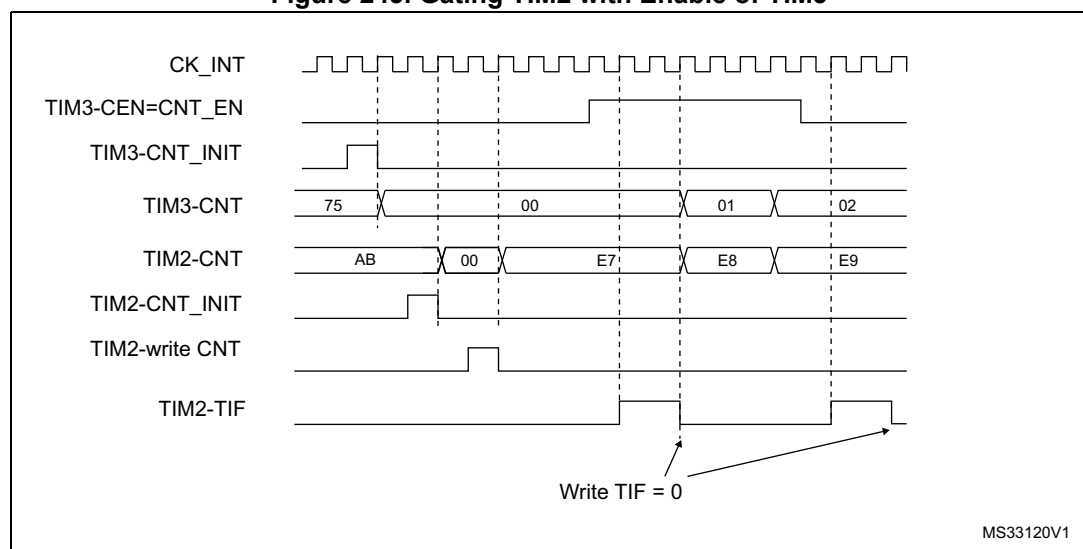 Figure 245. Gating TIM2 with Enable of TIM3
CK_INT
TIM3-CEN=CNT_EN
TIM3-CNT_INIT
TIM3-CNT 75 00 01 02
TIM2-CNT AB 00 E7 E8 E9
TIM2-CNT_INIT
TIM2-write CNT
TIM2-TIF
Write TIF = 0
MS33120V1